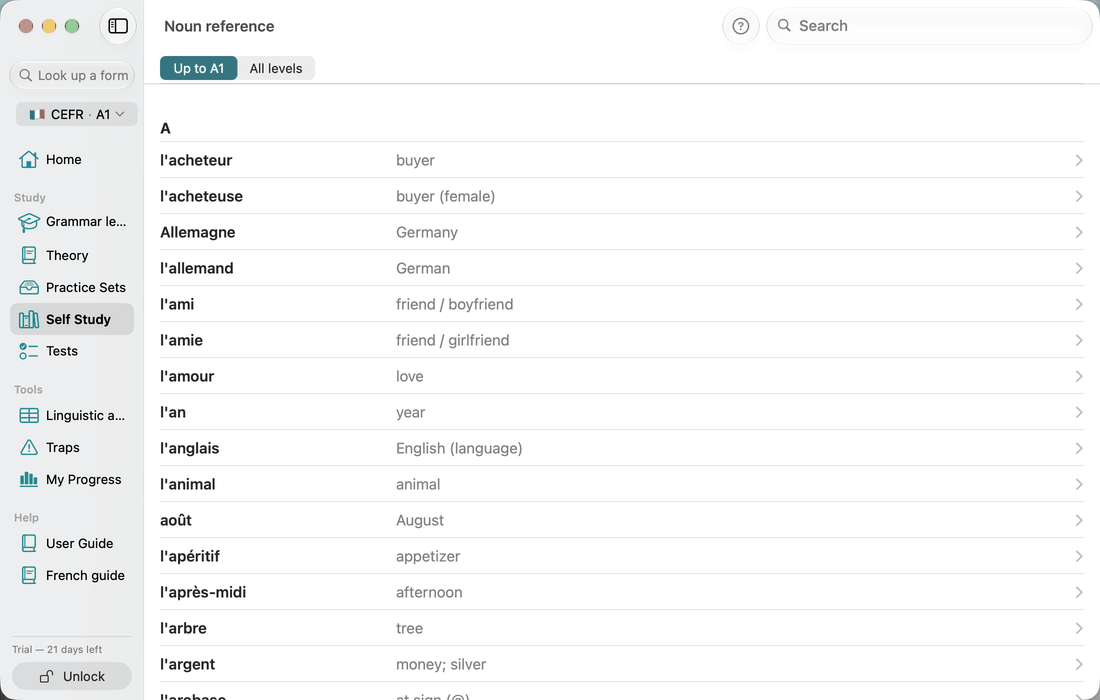 Noun reference
Search
Up to A1
All levels
Look up a form
CEFR · A1
Home
Study
Grammar le...
Theory
Practice Sets
Self Study
Tests
Tools
Linguistic a...
Traps
My Progress
Help
User Guide
French guide
Trial — 21 days left
Unlock
A
l'acheteur buyer
l'acheteuse buyer (female)
Allemagne Germany
l'allemand German
l'ami friend / boyfriend
l'amie friend / girlfriend
l'amour love
l'an year
l'anglais English (language)
l'animal animal
août August
l'apéritif appetizer
l'après-midi afternoon
l'arbre tree
l'argent money; silver
l'arobase at sign (@)